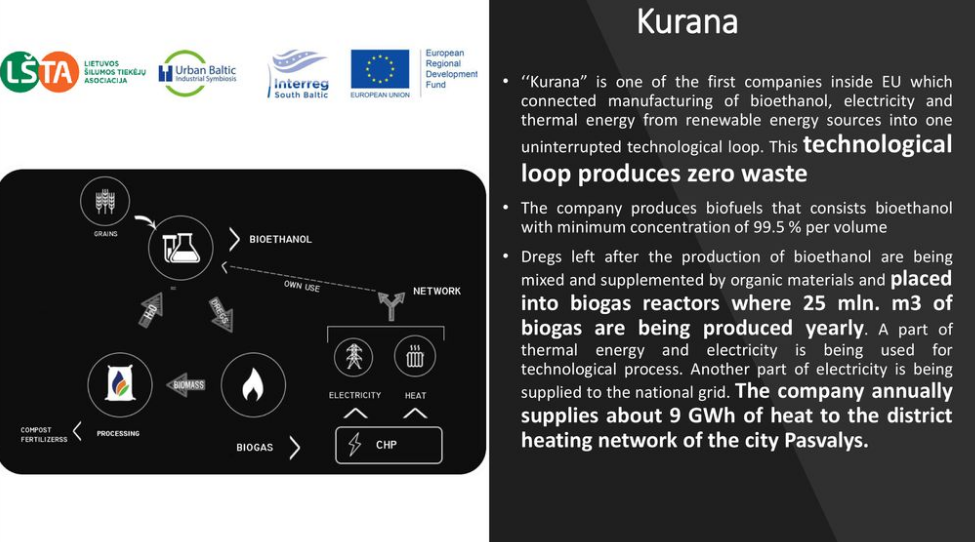 LŠTA
LIETUVOS
ŠILUMOS TIEKĖJŲ
ASOCIACIJA
Urban Baltic
Industrial Symbiosis
Interreg
South Baltic
EUROPEAN UNION
European
Regional
Development
Fund
Kurana
• ‘‘Kurana” is one of the first companies inside EU which
connected manufacturing of bioethanol, electricity and
thermal energy from renewable energy sources into one
uninterrupted technological loop. This technological
loop produces zero waste
• The company produces biofuels that consists bioethanol
with minimum concentration of 99.5 % per volume
• Dregs left after the production of bioethanol are being
mixed and supplemented by organic materials and placed
into biogas reactors where 25 mln. m3 of
biogas are being produced yearly. A part of
thermal energy and electricity is being used for
technological process. Another part of electricity is being
supplied to the national grid. The company annually
supplies about 9 GWh of heat to the district
heating network of the city Pasvalys.
GRAINS
BIOETHANOL
OWN USE
NETWORK
H2O
DREGS
BIOMASS
ELECTRICITY
HEAT
COMPOST
FERTILIZERSS
PROCESSING
BIOGAS
CHP